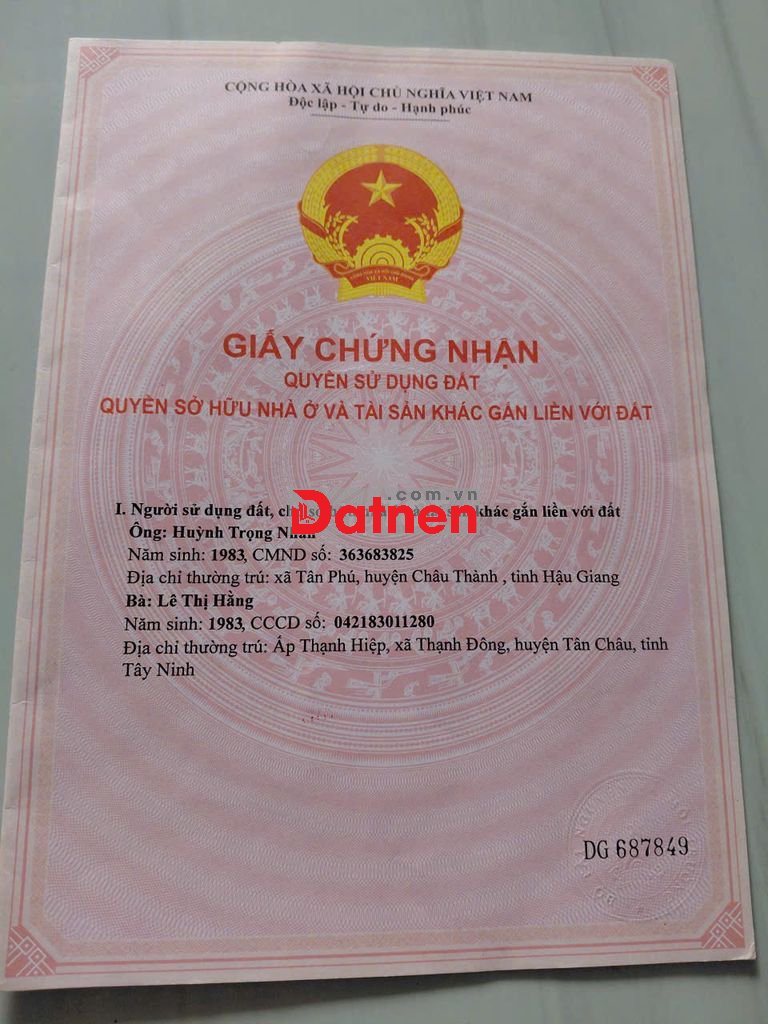 CỘNG HÒA XÃ HỘI CHỦ NGHĨA VIỆT NAM
Độc lập - Tự do - Hạnh phúc
VIỆT NAM
GIẤY CHỨNG NHẬN
QUYỀN SỬ DỤNG ĐẤT
QUYỀN SỞ HỮU NHÀ Ở VÀ TÀI SẢN KHÁC GẮN LIỀN VỚI ĐẤT
.com.vn
Datnen
I. Người sử dụng đất, khác gắn liền với đất
Ông: Huỳnh Trọng Nhân
Năm sinh: 1983, CMND số: 363683825
Địa chỉ thường trú: xã Tân Phú, huyện Châu Thành , tỉnh Hậu Giang
Bà: Lê Thị Hằng
Năm sinh: 1983, CCCD số: 042183011280
Địa chỉ thường trú: Ấp Thạnh Hiệp, xã Thạnh Đông, huyện Tân Châu, tỉnh
Tây Ninh
DG 687849